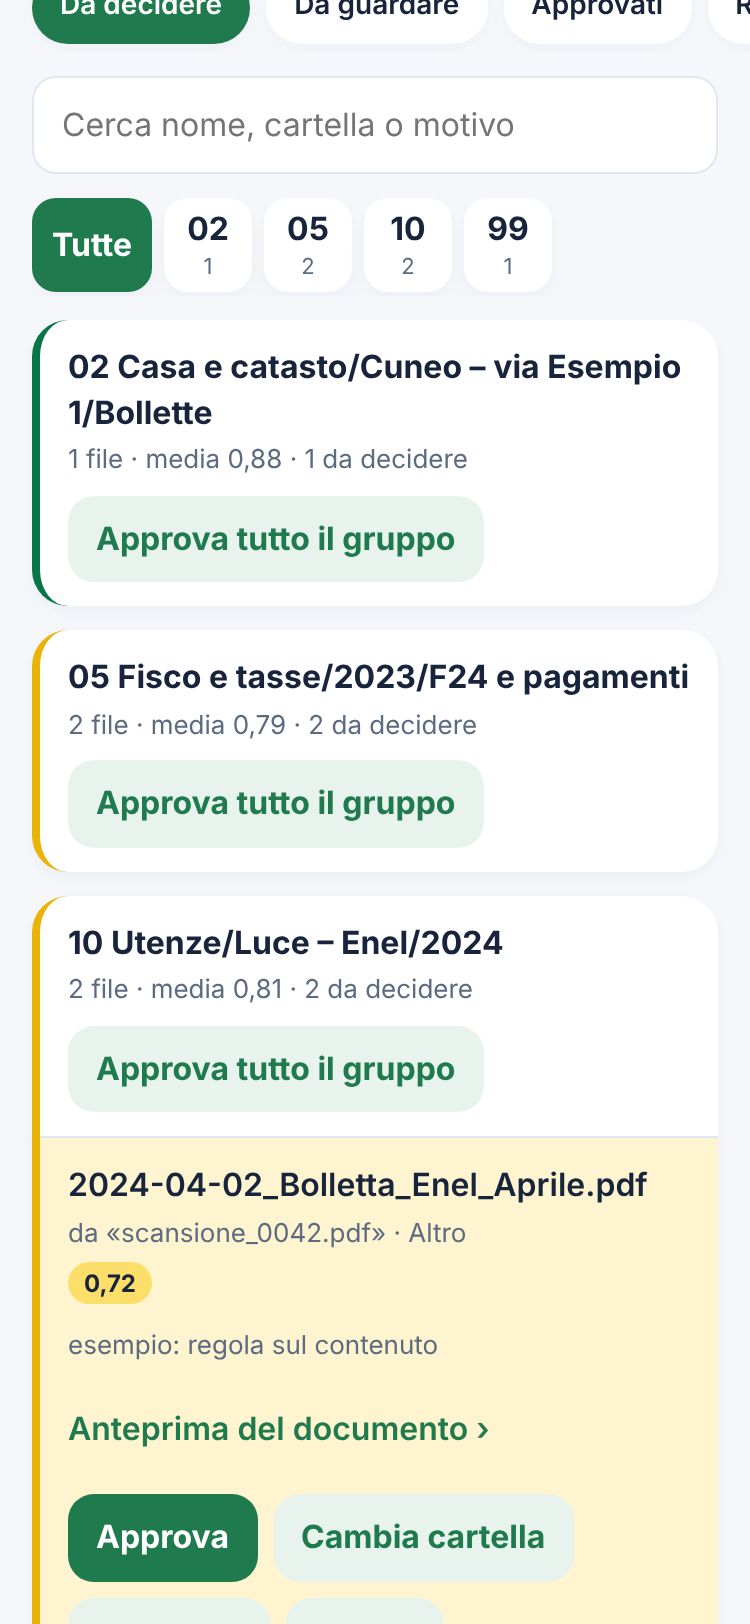 Da decidere
Da guardare
Approvati
Cerca nome, cartella o motivo
Tutte
02
1
05
2
10
2
99
1
02 Casa e catasto/Cuneo – via Esempio
1/Bollette
1 file · media 0,88 · 1 da decidere
Approva tutto il gruppo
05 Fisco e tasse/2023/F24 e pagamenti
2 file · media 0,79 · 2 da decidere
Approva tutto il gruppo
10 Utenze/Luce – Enel/2024
2 file · media 0,81 · 2 da decidere
Approva tutto il gruppo
2024-04-02_Bolletta_Enel_Aprile.pdf
da «scansione_0042.pdf» · Altro
0,72
esempio: regola sul contenuto
Anteprima del documento ›
Approva
Cambia cartella